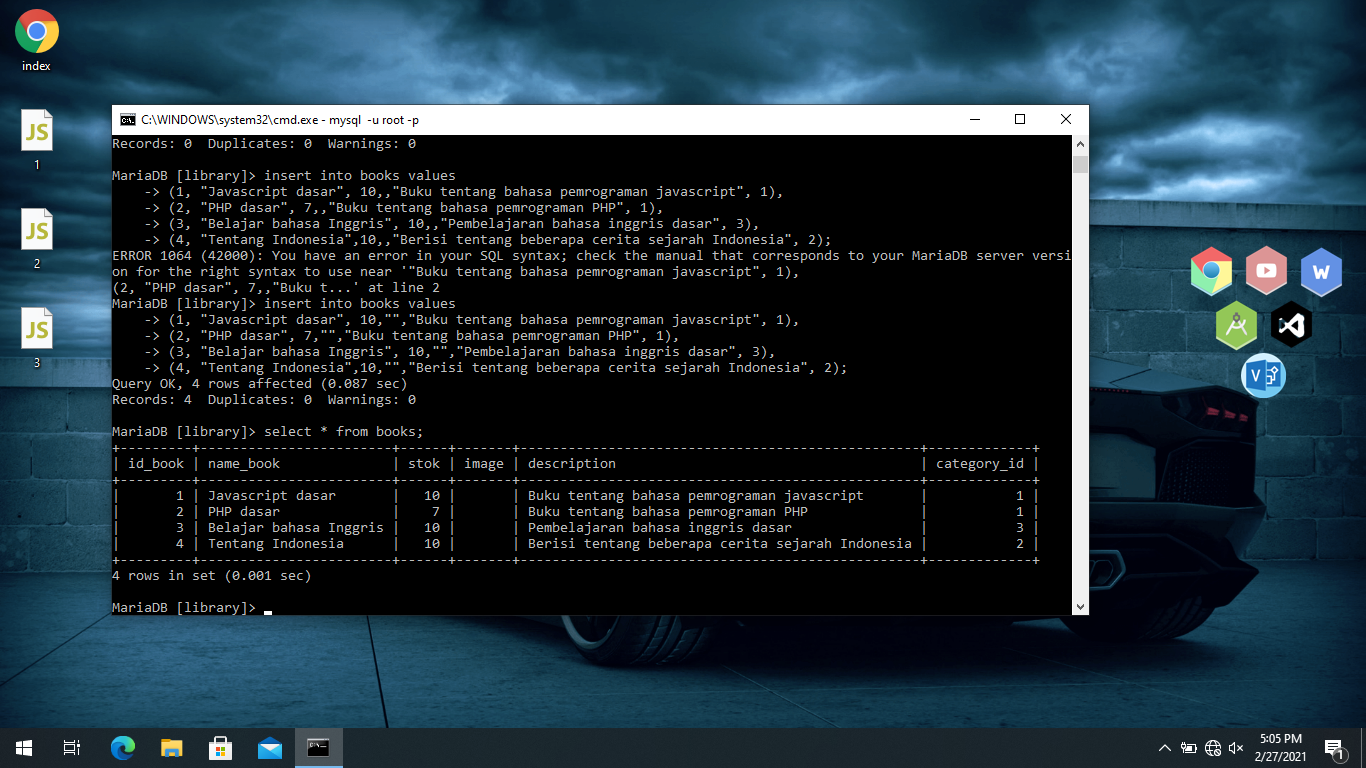 index
JS
1
JS
2
JS
3
C:\WINDOWS\system32\cmd.exe - mysql  -u root -p
Records: 0  Duplicates: 0  Warnings: 0
MariaDB [library]> insert into books values
    -> (1, "Javascript dasar", 10,,"Buku tentang bahasa pemrograman javascript", 1),
    -> (2, "PHP dasar", 7,,"Buku tentang bahasa pemrograman PHP", 1),
    -> (3, "Belajar bahasa Inggris", 10,,"Pembelajaran bahasa inggris dasar", 3),
    -> (4, "Tentang Indonesia",10,,"Berisi tentang beberapa cerita sejarah Indonesia", 2);
ERROR 1064 (42000): You have an error in your SQL syntax; check the manual that corresponds to your MariaDB server versi
on for the right syntax to use near '"Buku tentang bahasa pemrograman javascript", 1),
(2, "PHP dasar", 7,,"Buku t...' at line 2
MariaDB [library]> insert into books values
    -> (1, "Javascript dasar", 10,"","Buku tentang bahasa pemrograman javascript", 1),
    -> (2, "PHP dasar", 7,"","Buku tentang bahasa pemrograman PHP", 1),
    -> (3, "Belajar bahasa Inggris", 10,"","Pembelajaran bahasa inggris dasar", 3),
    -> (4, "Tentang Indonesia",10,"","Berisi tentang beberapa cerita sejarah Indonesia", 2);
Query OK, 4 rows affected (0.087 sec)
Records: 4  Duplicates: 0  Warnings: 0
MariaDB [library]> select * from books;
+---------+------------------------+------+-------+--------------------------------------------------+-------------+
| id_book | name_book              | stok | image | description                                      | category_id |
+---------+------------------------+------+-------+--------------------------------------------------+-------------+
|       1 | Javascript dasar       |   10 |       | Buku tentang bahasa pemrograman javascript       |           1 |
|       2 | PHP dasar              |    7 |       | Buku tentang bahasa pemrograman PHP              |           1 |
|       3 | Belajar bahasa Inggris |   10 |       | Pembelajaran bahasa inggris dasar                |           3 |
|       4 | Tentang Indonesia      |   10 |       | Berisi tentang beberapa cerita sejarah Indonesia |           2 |
+---------+------------------------+------+-------+--------------------------------------------------+-------------+
4 rows in set (0.001 sec)
MariaDB [library]>
W
V
5:05 PM
2/27/2021
1